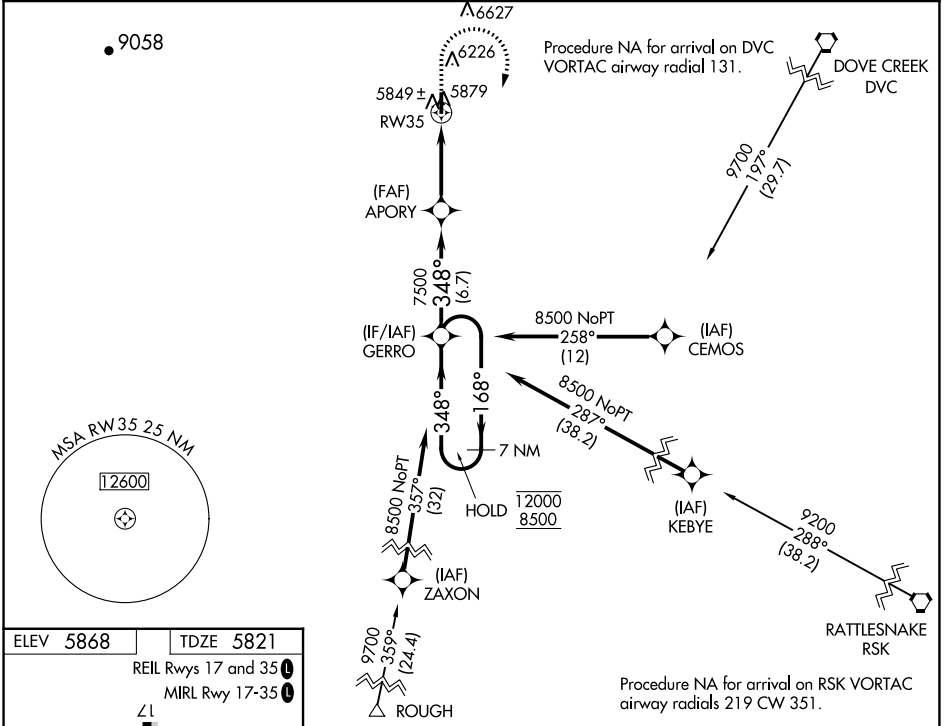 6627
9058
6226
Procedure NA for arrival on DVC
VORTAC airway radial 131.
DOVE CREEK
DVC
5849 ± 5879
RW35
9700
197°
(29.7)
(FAF)
APORY
7500
348°
(6.7)
(IF/IAF)
GERRO
8500 NoPT
258°
(12)
(IAF)
CEMOS
348°
168°
8500 NoPT
287°
(38.2)
7 NM
MSA RW35 25 NM
12600
8500 NoPT
357°
(32)
HOLD
12000
8500
(IAF)
KEBYE
9200
288°
(38.2)
(IAF)
ZAXON
RATTLESNAKE
RSK
9700
359°
(24.4)
ROUGH
ELEV 5868
TDZE 5821
REIL Rwys 17 and 35 L
MIRL Rwy 17-35 L
17
Procedure NA for arrival on RSK VORTAC
airway radials 219 CW 351.